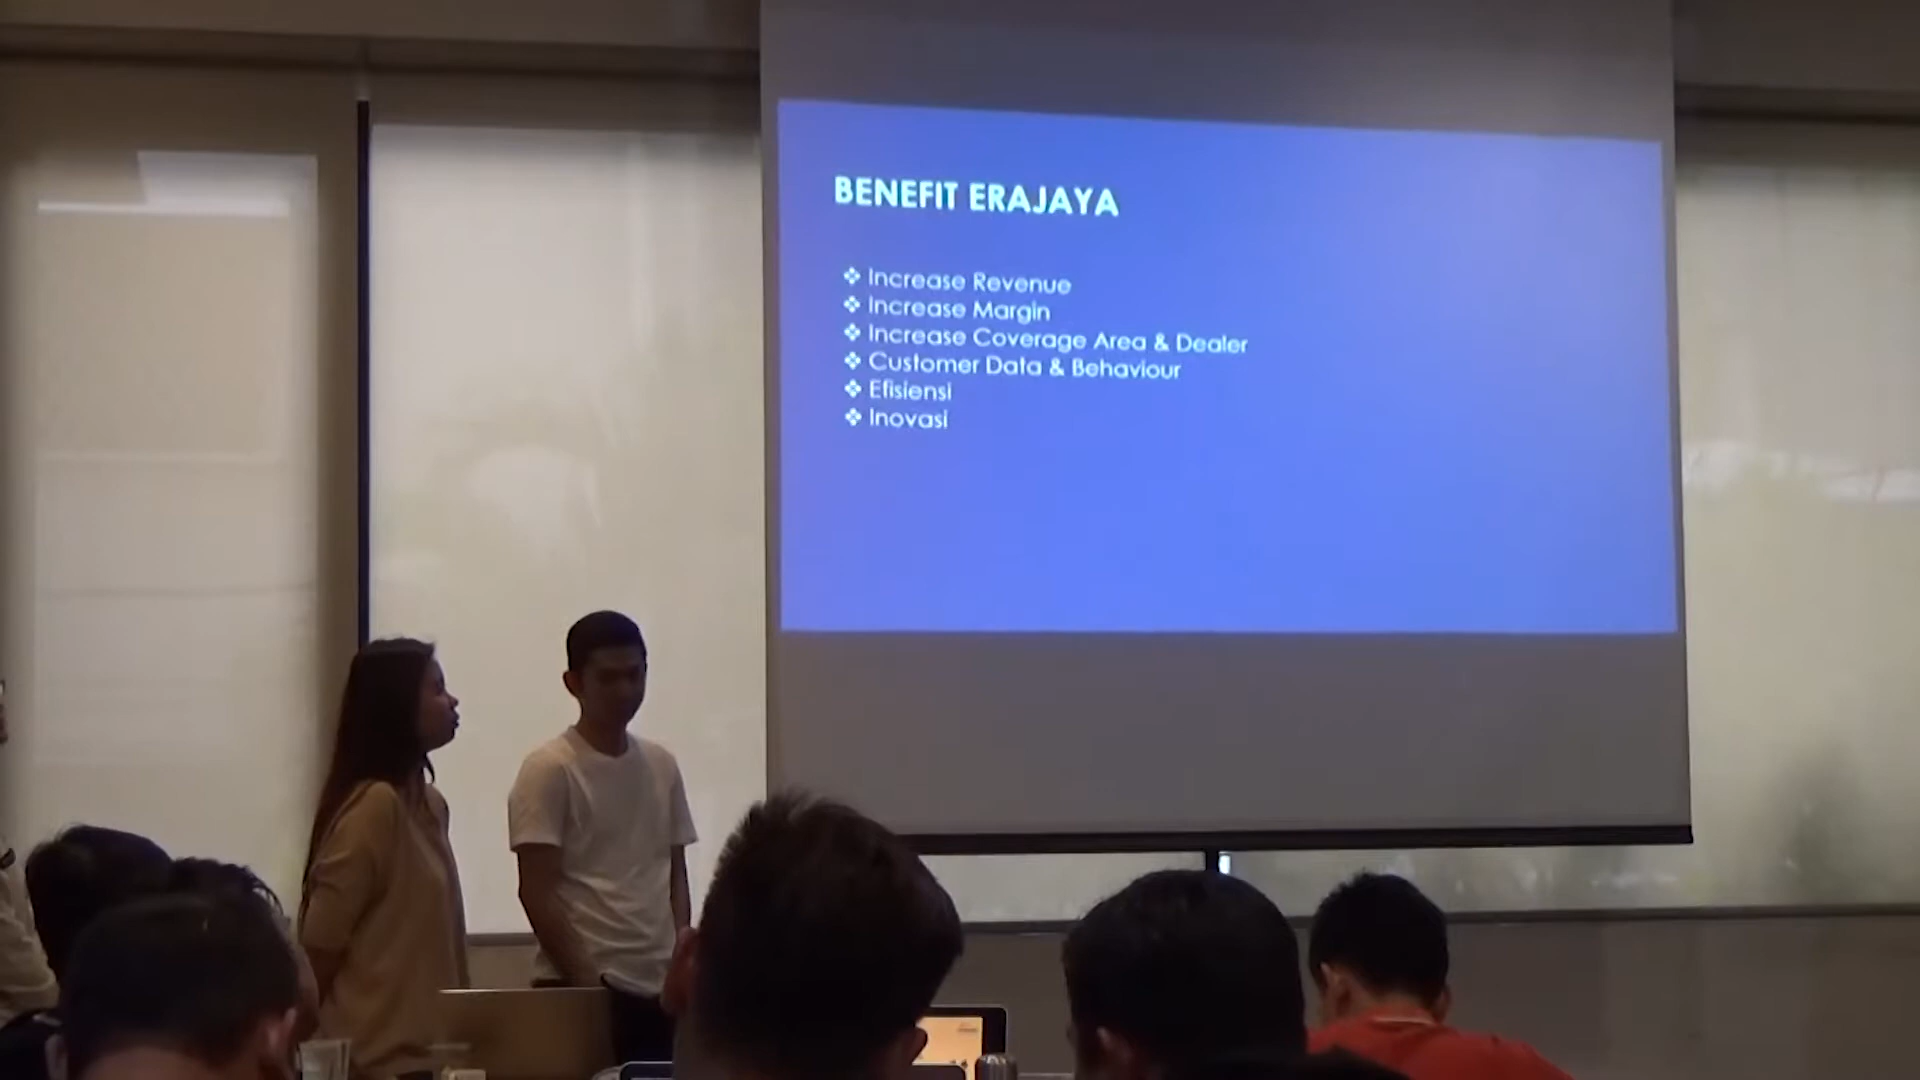 BENEFIT ERAJAYA
❖ Increase Revenue
❖ Increase Margin
❖ Increase Coverage Area & Dealer
❖ Customer Data & Behaviour
❖ Efisiensi
❖ Inovasi